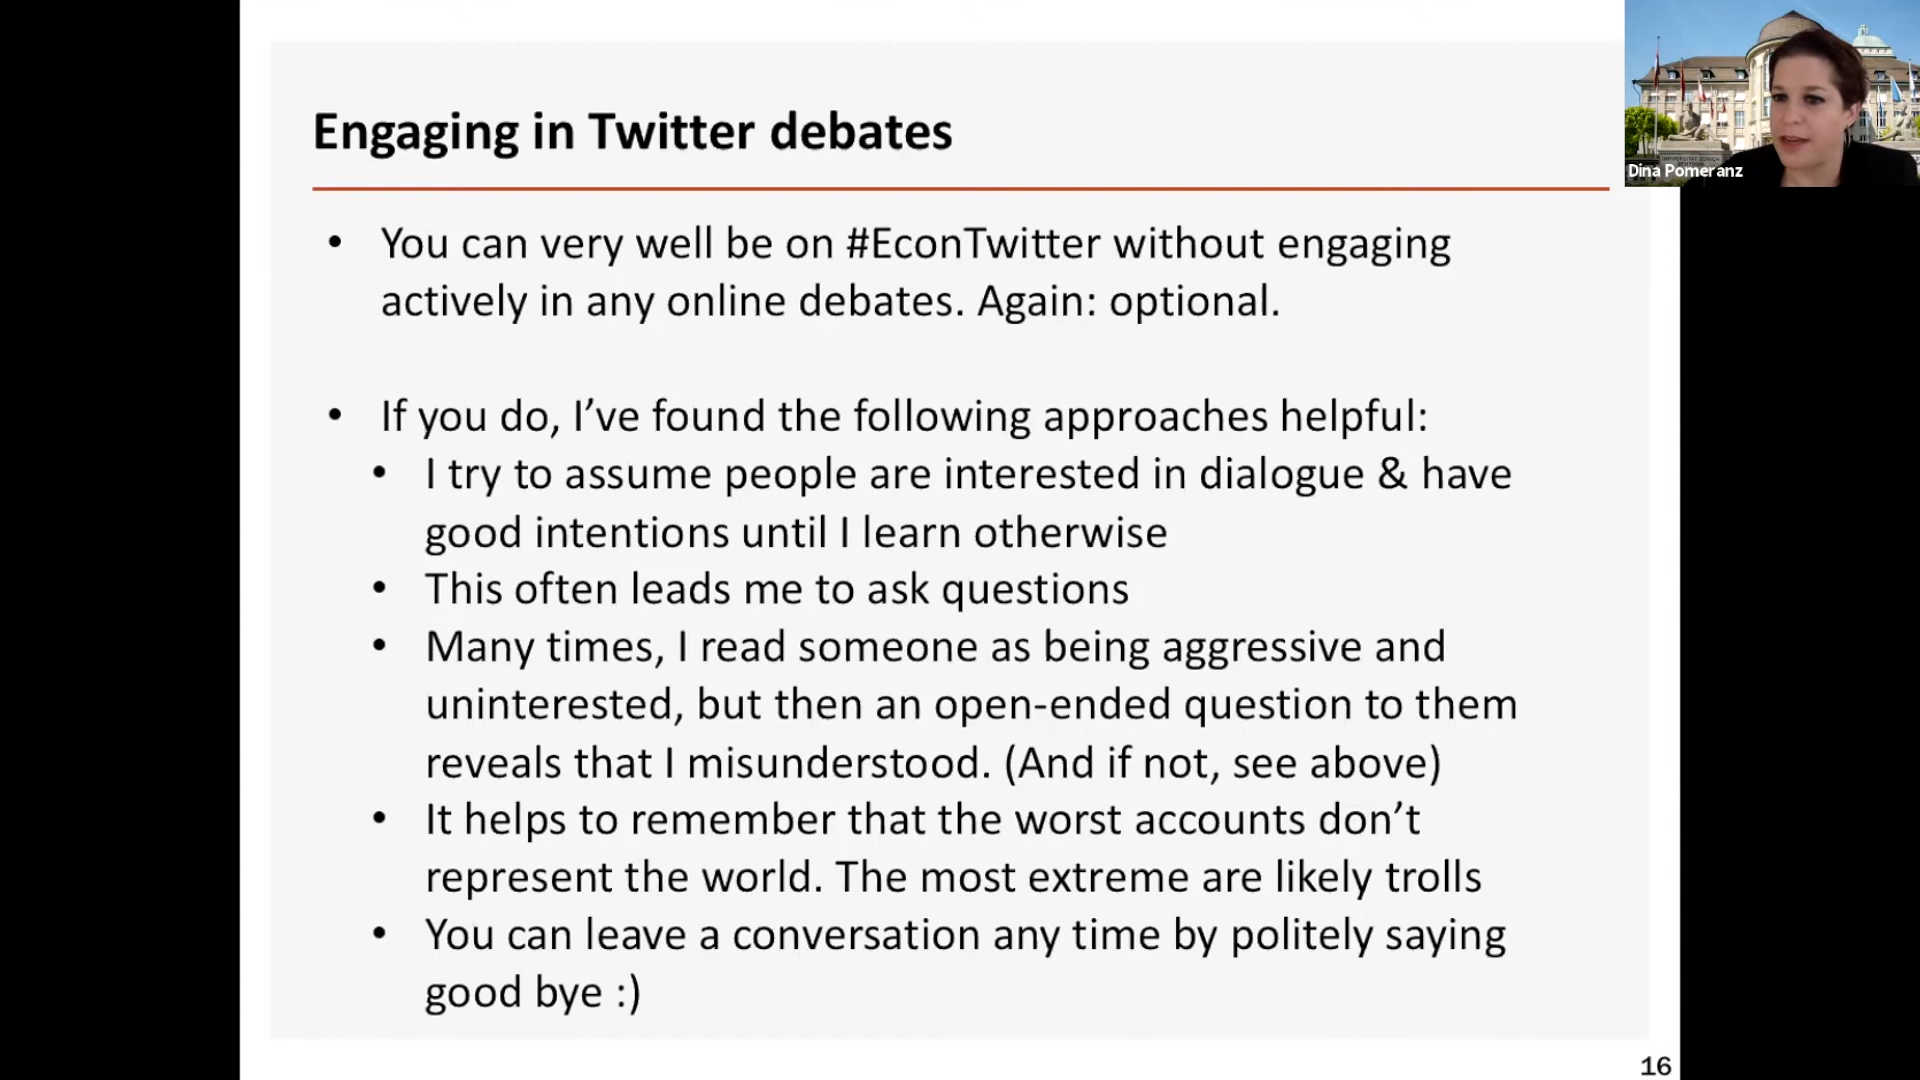 Engaging in Twitter debates
Dina Pomeranz
• You can very well be on #EconTwitter without engaging
actively in any online debates. Again: optional.
• If you do, I’ve found the following approaches helpful:
• I try to assume people are interested in dialogue & have
good intentions until I learn otherwise
• This often leads me to ask questions
• Many times, I read someone as being aggressive and
uninterested, but then an open-ended question to them
reveals that I misunderstood. (And if not, see above)
• It helps to remember that the worst accounts don’t
represent the world. The most extreme are likely trolls
• You can leave a conversation any time by politely saying
good bye :)
16